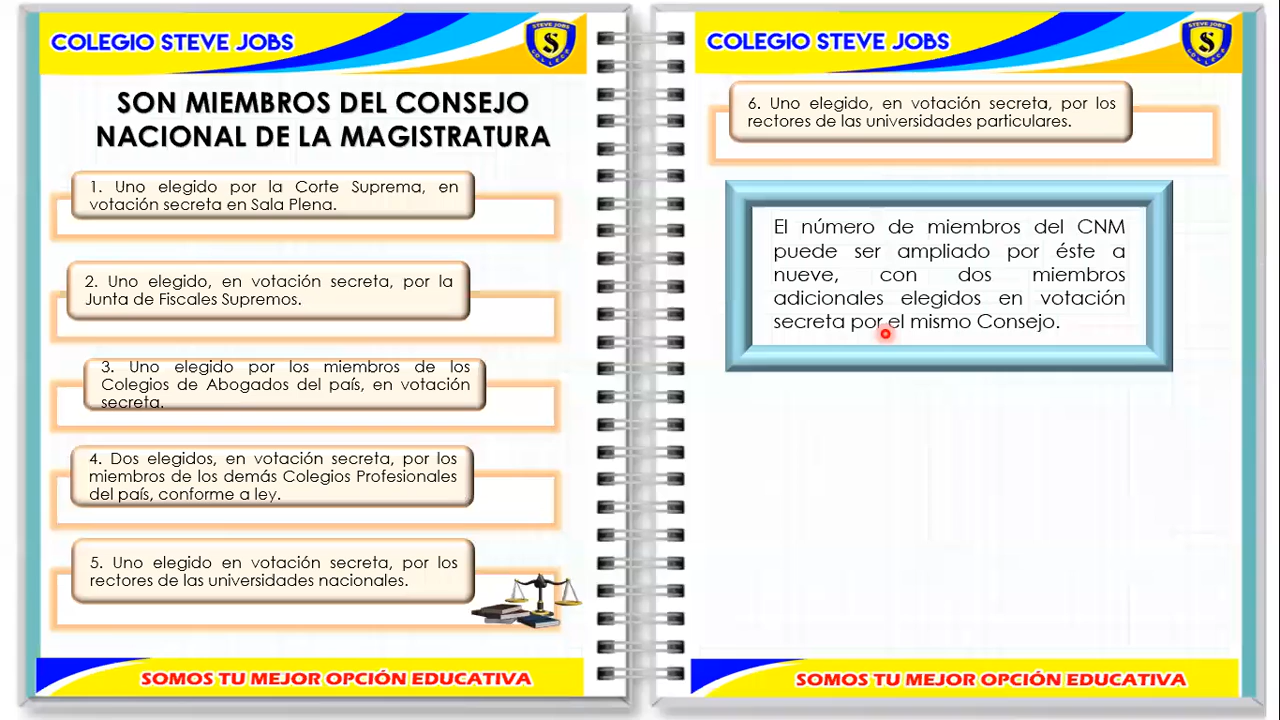 COLEGIO STEVE JOBS
SON MIEMBROS DEL CONSEJO
NACIONAL DE LA MAGISTRATURA
1. Uno elegido por la Corte Suprema, en
votación secreta en Sala Plena.
2. Uno elegido, en votación secreta, por la
Junta de Fiscales Supremos.
3. Uno elegido por los miembros de los
Colegios de Abogados del país, en votación
secreta.
4. Dos elegidos, en votación secreta, por los
miembros de los demás Colegios Profesionales
del país, conforme a ley.
5. Uno elegido en votación secreta, por los
rectores de las universidades nacionales.
SOMOS TU MEJOR OPCIÓN EDUCATIVA
COLEGIO STEVE JOBS
6. Uno elegido, en votación secreta, por los
rectores de las universidades particulares.
El número de miembros del CNM
puede ser ampliado por éste a
nueve, con dos miembros
adicionales elegidos en votación
secreta por el mismo Consejo.
SOMOS TU MEJOR OPCIÓN EDUCATIVA